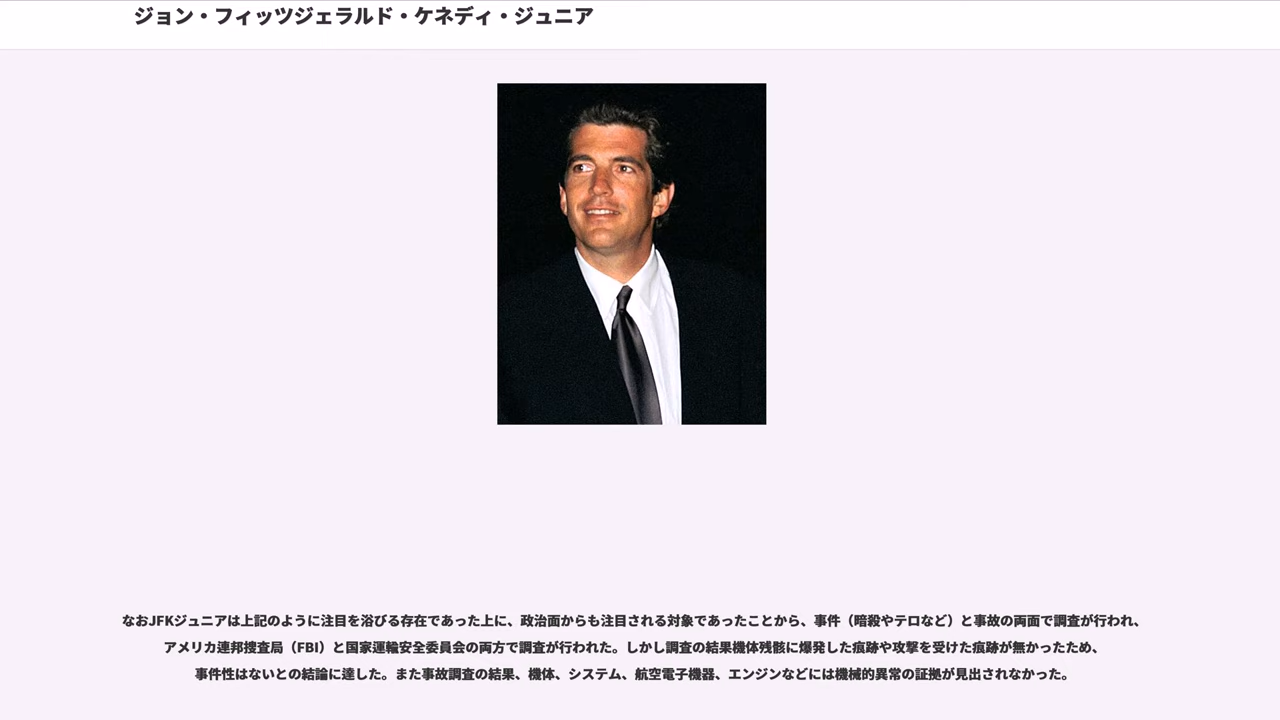 ジョン・フィッツジェラルド・ケネディ・ジュニア
なおJFKジュニアは上記のように注目を浴びる存在であった上に、政治面からも注目される対象であったことから、事件（暗殺やテロなど）と事故の両面で調査が行われ、
アメリカ連邦捜査局（FBI）と国家運輸安全委員会の両方で調査が行われた。しかし調査の結果機体残骸に爆発した痕跡や攻撃を受けた痕跡が無かったため、
事件性はないとの結論に達した。また事故調査の結果、機体、システム、航空電子機器、エンジンなどには機械的異常の証拠が見出されなかった。